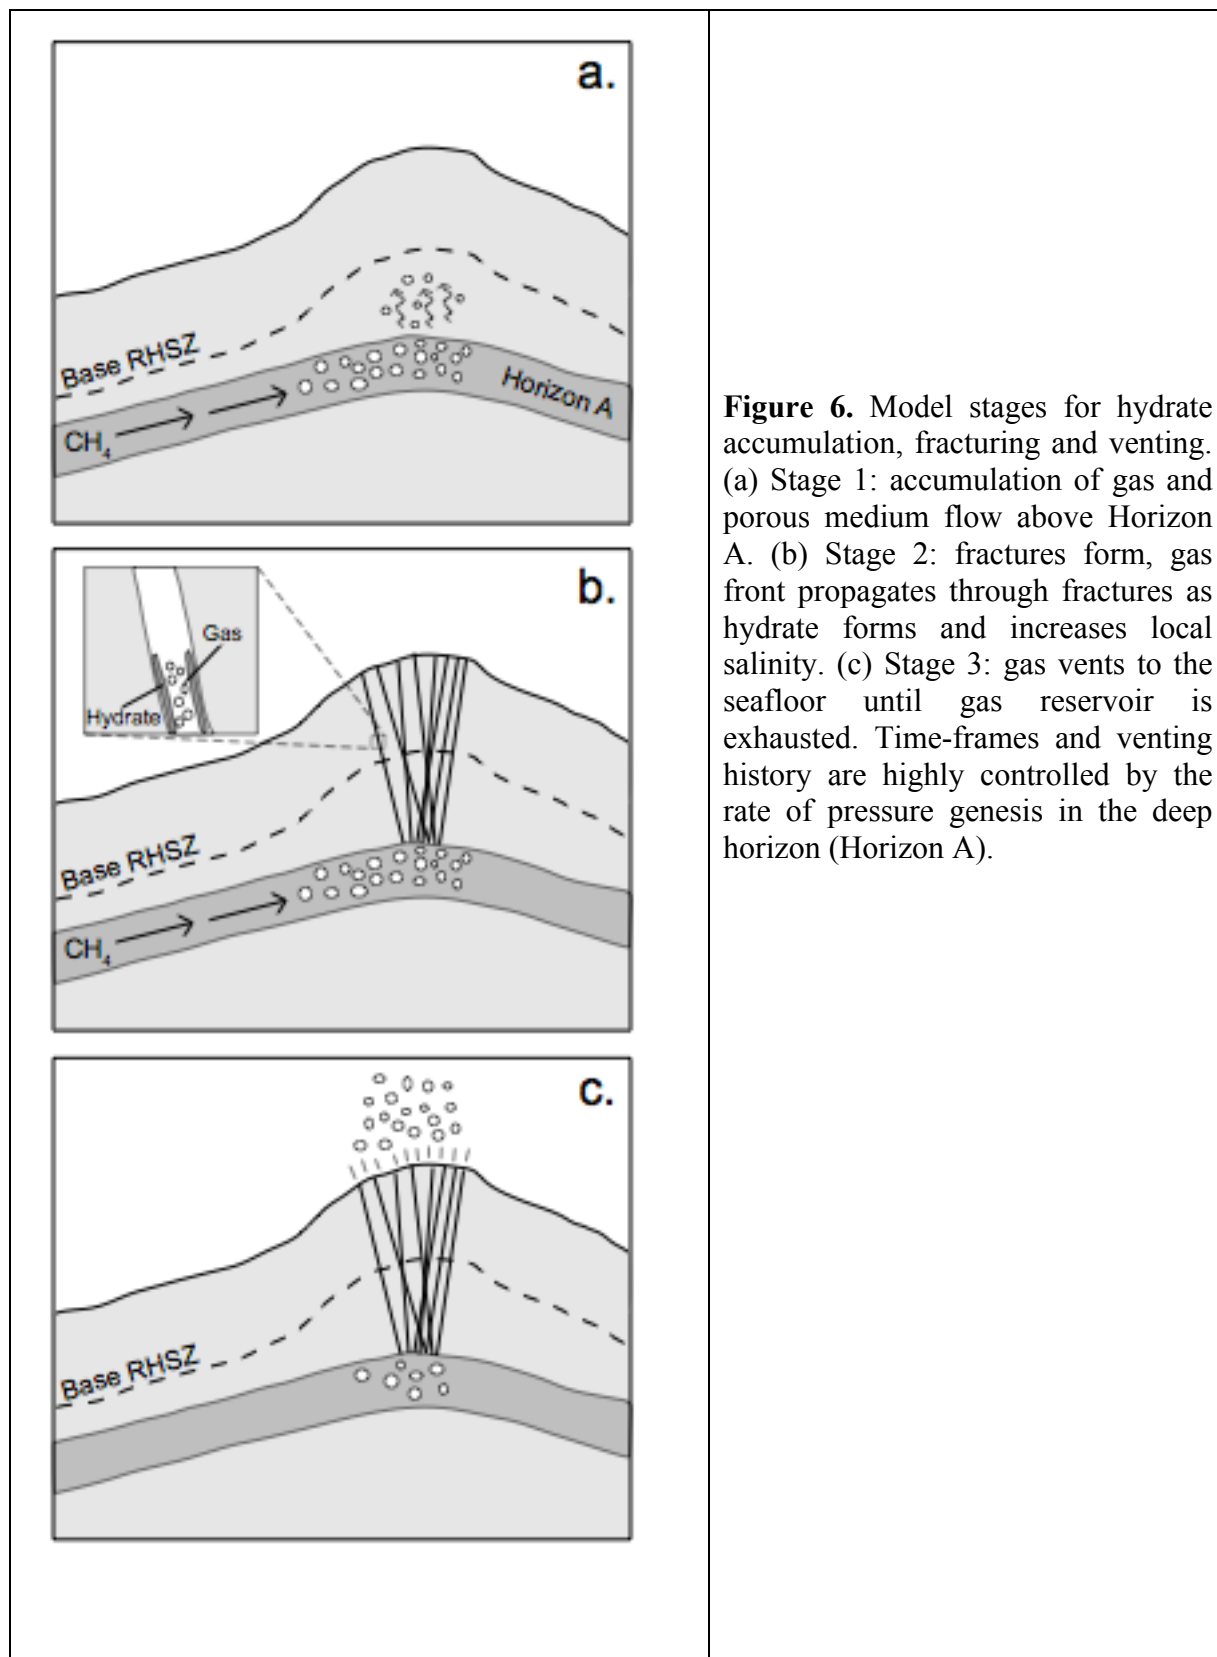 a.
Base RHSZ
Horizon A
CH₄
b.
Gas
Hydrate
Base RHSZ
CH₄
c.
Base RHSZ
Figure 6. Model stages for hydrate
accumulation, fracturing and venting.
(a) Stage 1: accumulation of gas and
porous medium flow above Horizon
A. (b) Stage 2: fractures form, gas
front propagates through fractures as
hydrate forms and increases local
salinity. (c) Stage 3: gas vents to the
seafloor until gas reservoir is
exhausted. Time-frames and venting
history are highly controlled by the
rate of pressure genesis in the deep
horizon (Horizon A).